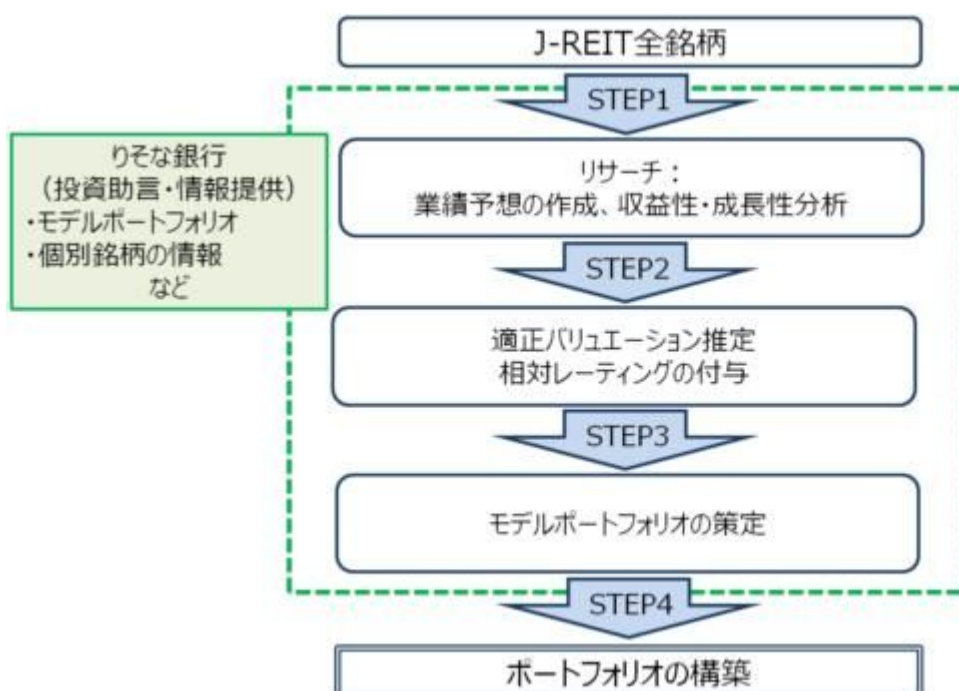 J-REIT全銘柄
STEP1
りそな銀行
（投資助言・情報提供）
・モデルポートフォリオ
・個別銘柄の情報
など
リサーチ：
業績予想の作成、収益性・成長性分析
STEP2
適正バリュエーション推定
相対レーティングの付与
STEP3
モデルポートフォリオの策定
STEP4
ポートフォリオの構築